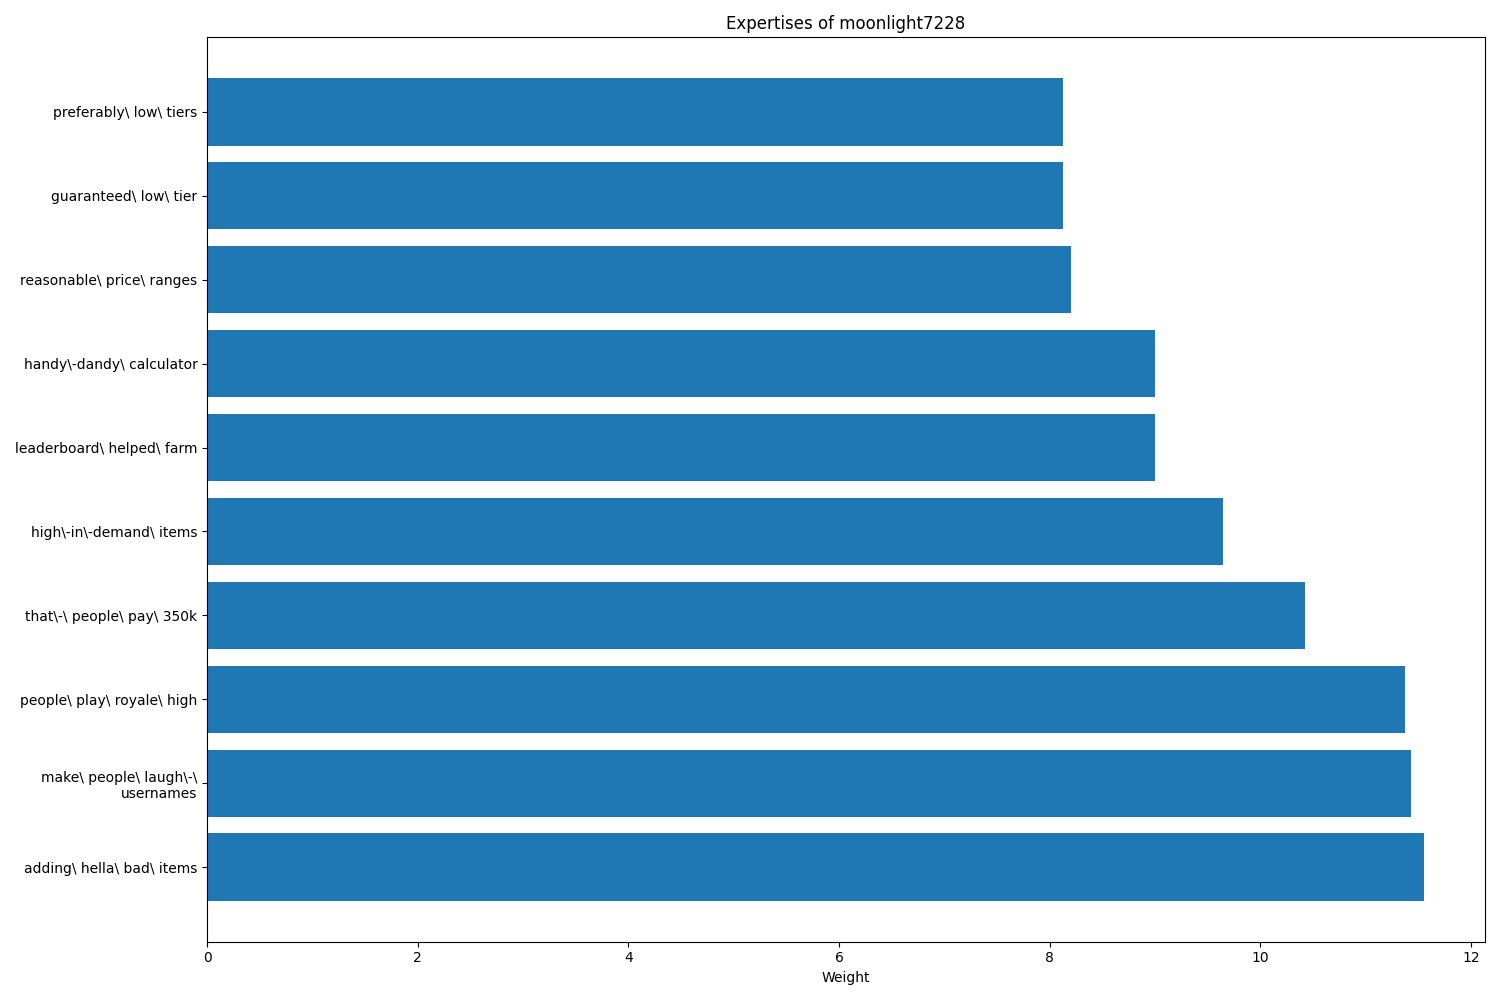 Expertises of moonlight7228
preferably\ low\ tiers
guaranteed\ low\ tier
reasonable\ price\ ranges
handy\-dandy\ calculator
leaderboard\ helped\ farm
high\-in\-demand\ items
that\-\ people\ pay\ 350k
people\ play\ royale\ high
make\ people\ laugh\-\
usernames
adding\ hella\ bad\ items
0 2 4 6 8 10 12
Weight